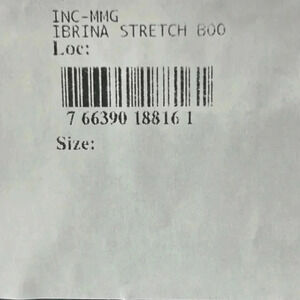 INC-MMG
IBRINA STRETCH BOO
Loc:
7 66390 18816 1
Size: